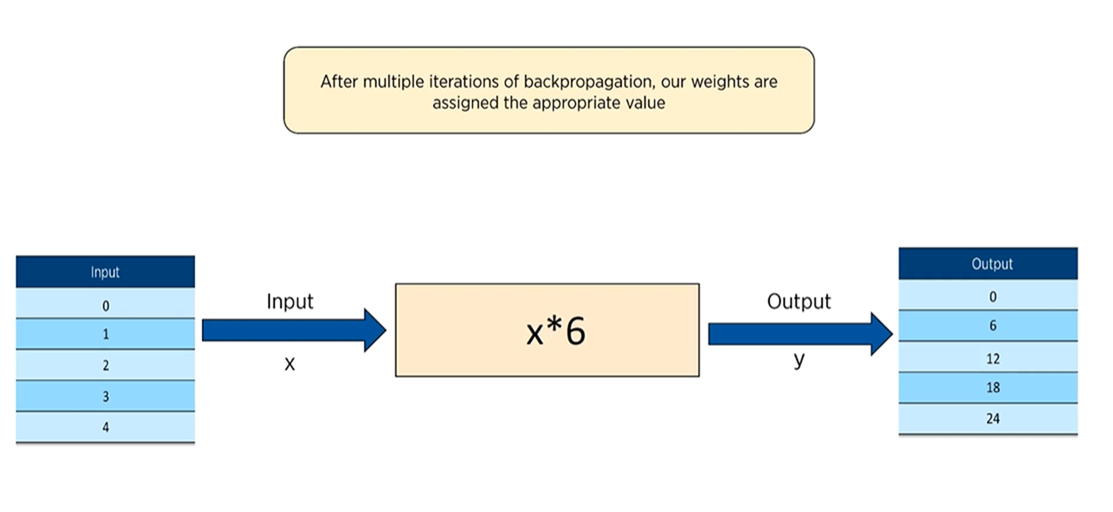 After multiple iterations of backpropagation, our weights are
assigned the appropriate value
Input
0
1
2
3
4
Input
x
x*6
Output
y
Output
0
6
12
18
24